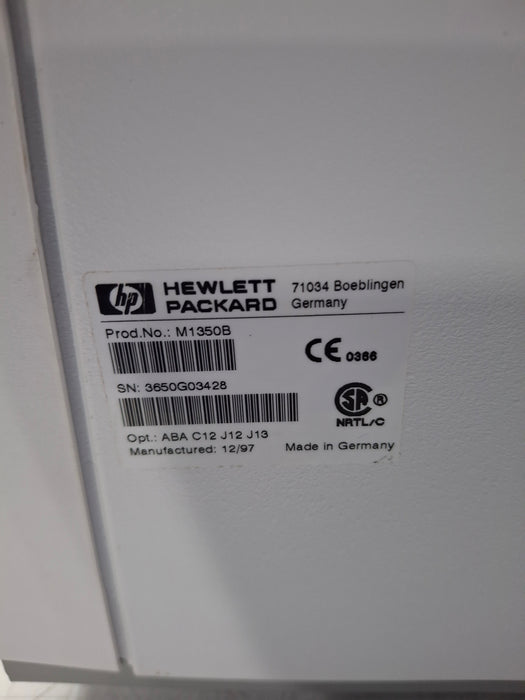 hp HEWLETT PACKARD 71034 Boeblingen Germany
Prod.No.: M1350B
CE 0366
SN: 3650G03428
SA ®
NRTL/C
Opt.: ABA C12 J12 J13
Manufactured: 12/97 Made in Germany